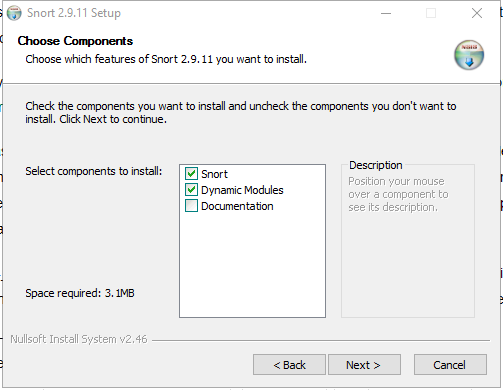 Snort 2.9.11 Setup
Choose Components
Choose which features of Snort 2.9.11 you want to install.
Check the components you want to install and uncheck the components you don't want to
install. Click Next to continue.
Select components to install:
Snort
Dynamic Modules
Documentation
Description
Position your mouse
over a component to
see its description.
Space required: 3.1MB
Nullsoft Install System v2.46
< Back
Next >
Cancel